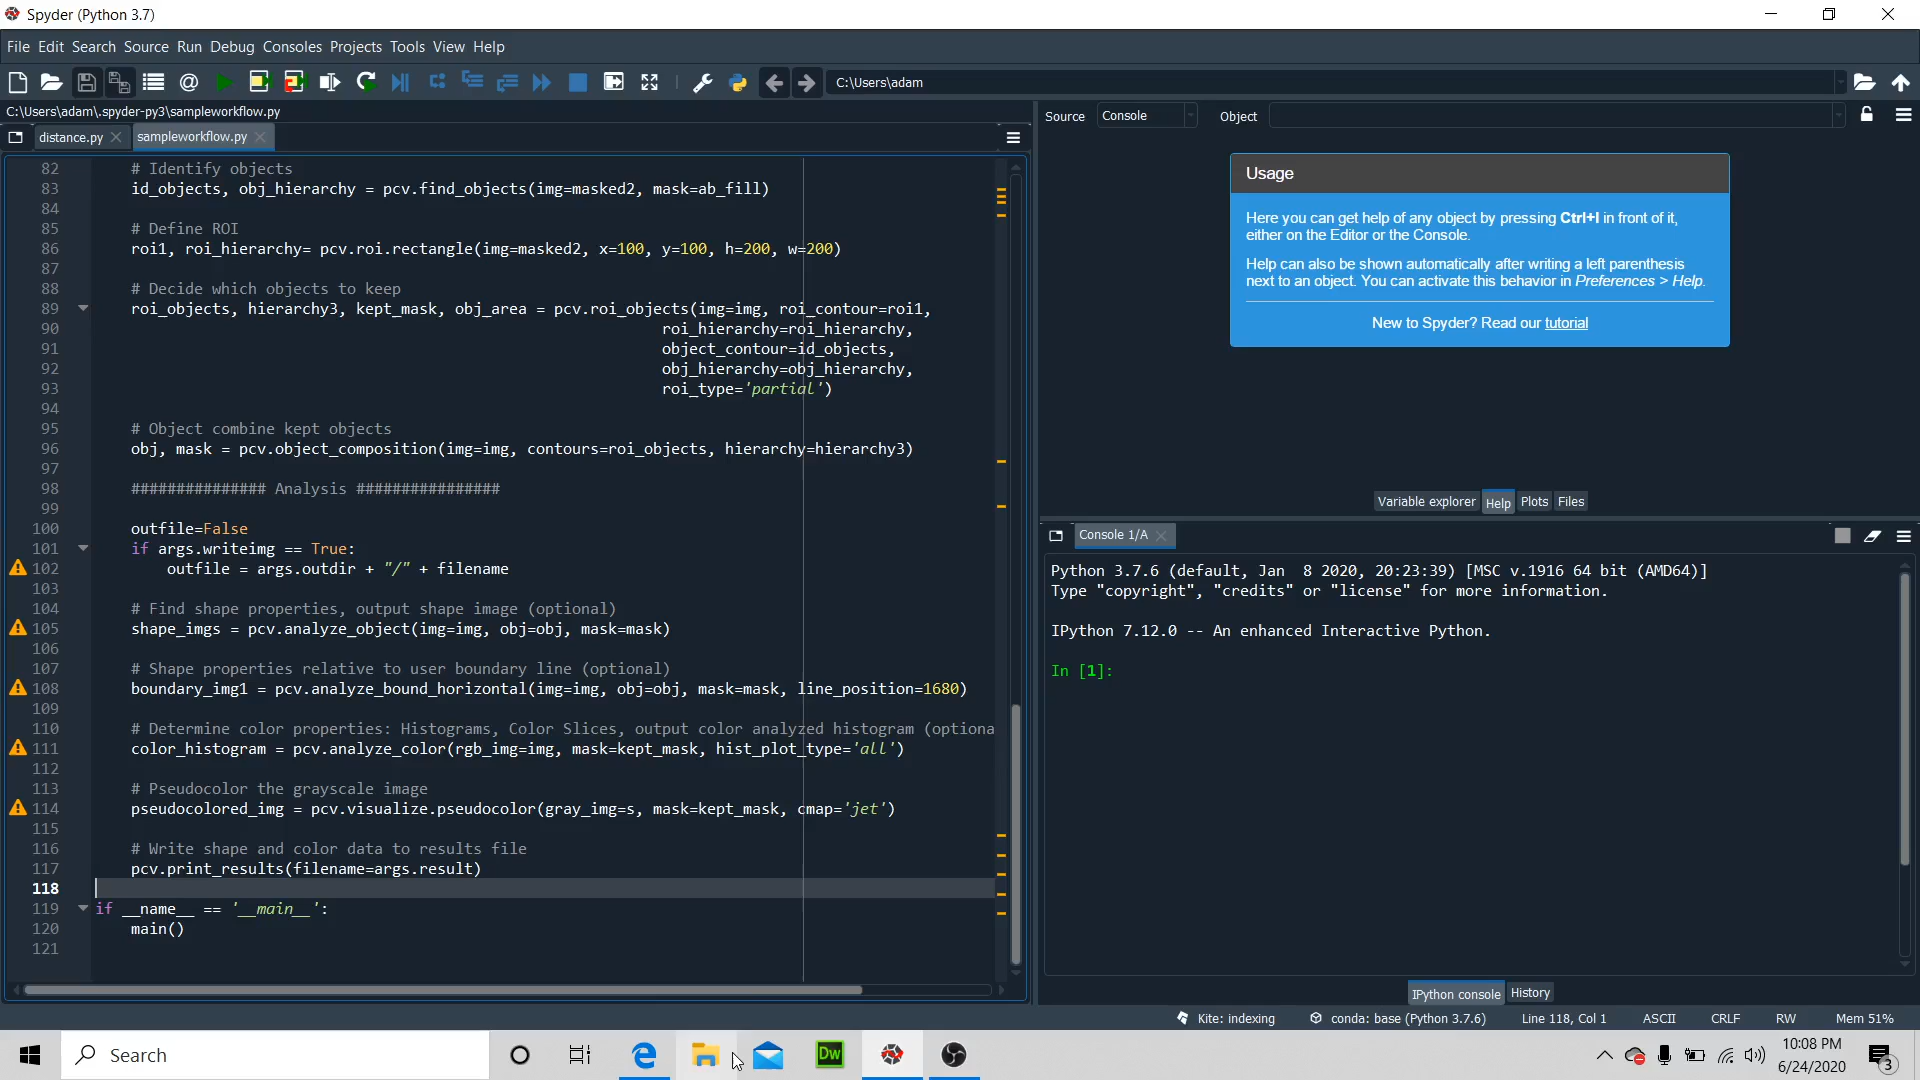 Spyder (Python 3.7)
File Edit Search Source Run Debug Consoles Projects Tools View Help
C:\Users\adam
C:\Users\adam\.spyder-py3\sampleworkflow.py
distance.py
sampleworkflow.py
82 # Identify objects
83 id_objects, obj_hierarchy = pcv.find_objects(img=masked2, mask=ab_fill)
84
85 # Define ROI
86 roi1, roi_hierarchy= pcv.roi.rectangle(img=masked2, x=100, y=100, h=200, w=200)
87
88 # Decide which objects to keep
89 roi_objects, hierarchy3, kept_mask, obj_area = pcv.roi_objects(img=img, roi_contour=roi1,
90 roi_hierarchy=roi_hierarchy,
91 object_contour=id_objects,
92 obj_hierarchy=obj_hierarchy,
93 roi_type='partial')
94
95 # Object combine kept objects
96 obj, mask = pcv.object_composition(img=img, contours=roi_objects, hierarchy=hierarchy3)
97
98 ############### Analysis ################
99
100 outfile=False
101 if args.writeimg == True:
102 outfile = args.outdir + "/" + filename
103
104 # Find shape properties, output shape image (optional)
105 shape_imgs = pcv.analyze_object(img=img, obj=obj, mask=mask)
106
107 # Shape properties relative to user boundary line (optional)
108 boundary_img1 = pcv.analyze_bound_horizontal(img=img, obj=obj, mask=mask, line_position=1680)
109
110 # Determine color properties: Histograms, Color Slices, output color analyzed histogram (optiona
111 color_histogram = pcv.analyze_color(rgb_img=img, mask=kept_mask, hist_plot_type='all')
112
113 # Pseudocolor the grayscale image
114 pseudocolored_img = pcv.visualize.pseudocolor(gray_img=s, mask=kept_mask, cmap='jet')
115
116 # Write shape and color data to results file
117 pcv.print_results(filename=args.result)
118
119 if __name__ == '__main__':
120 main()
121
Source Console Object
Usage
Here you can get help of any object by pressing Ctrl+I in front of it,
either on the Editor or the Console.
Help can also be shown automatically after writing a left parenthesis
next to an object. You can activate this behavior in Preferences > Help.
New to Spyder? Read our tutorial
Variable explorer Help Plots Files
Console 1/A
Python 3.7.6 (default, Jan  8 2020, 20:23:39) [MSC v.1916 64 bit (AMD64)]
Type "copyright", "credits" or "license" for more information.
IPython 7.12.0 -- An enhanced Interactive Python.
In [1]:
IPython console History
Kite: indexing conda: base (Python 3.7.6) Line 118, Col 1 ASCII CRLF RW Mem 51%
Search
Dw
10:08 PM
6/24/2020
3